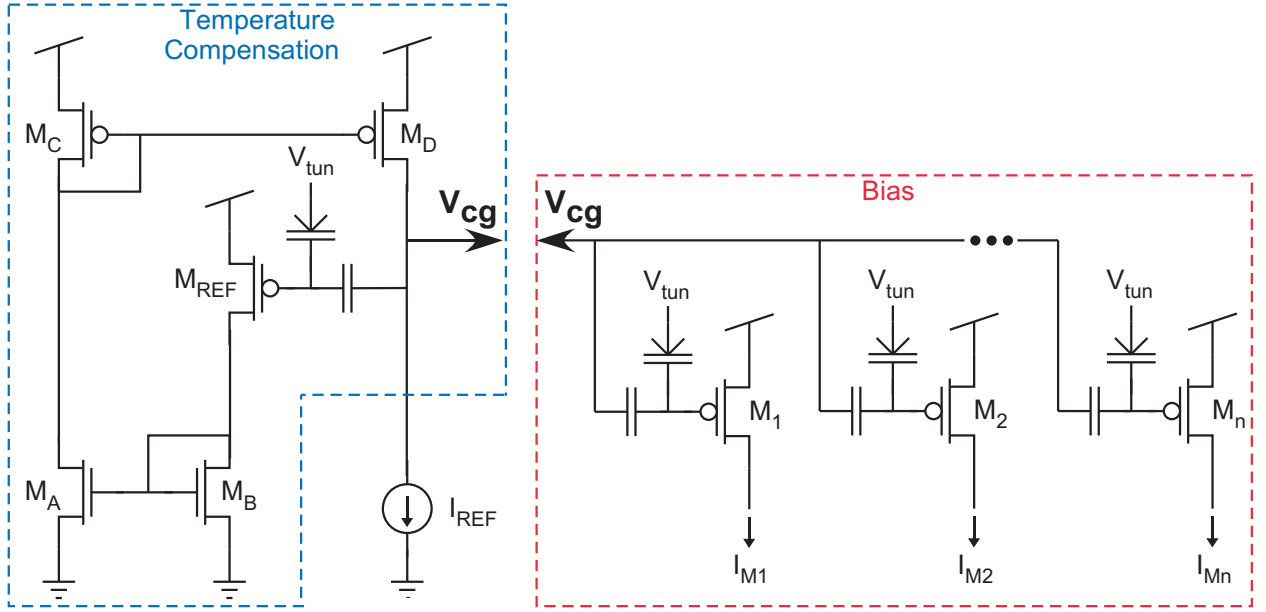 Temperature
Compensation
M_C
M_D
V_tun
V_cg
M_REF
M_A
M_B
I_REF
Bias
V_cg
V_tun
V_tun
V_tun
M_1
M_2
M_n
I_M1
I_M2
I_Mn